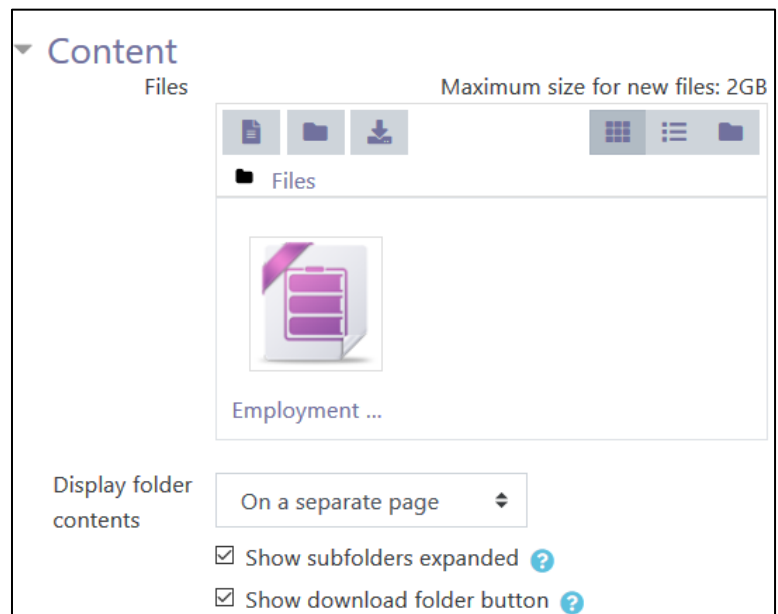 Content
Files Maximum size for new files: 2GB
Files
Employment ...
Display folder contents
On a separate page
Show subfolders expanded
Show download folder button